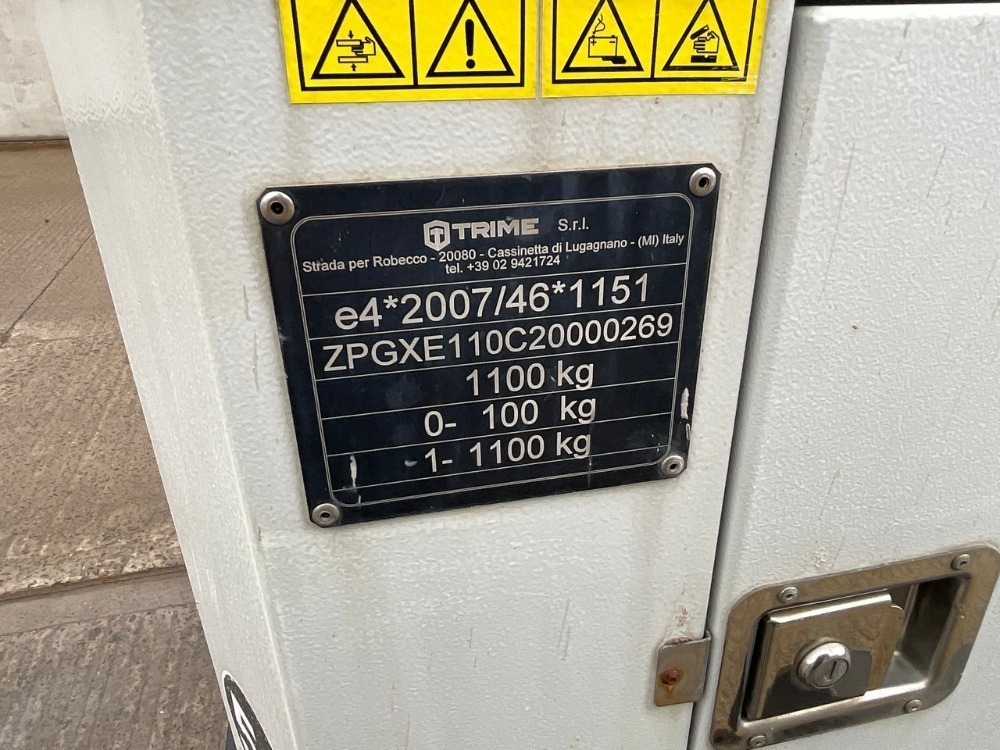 TRIME S.r.l.
Strada per Robecco - 20080 - Cassinetta di Lugagnano - (MI) Italy
tel. +39 02 9421724
e4*2007/46*1151
ZPGXE110C20000269
1100 kg
0- 100 kg
1- 1100 kg